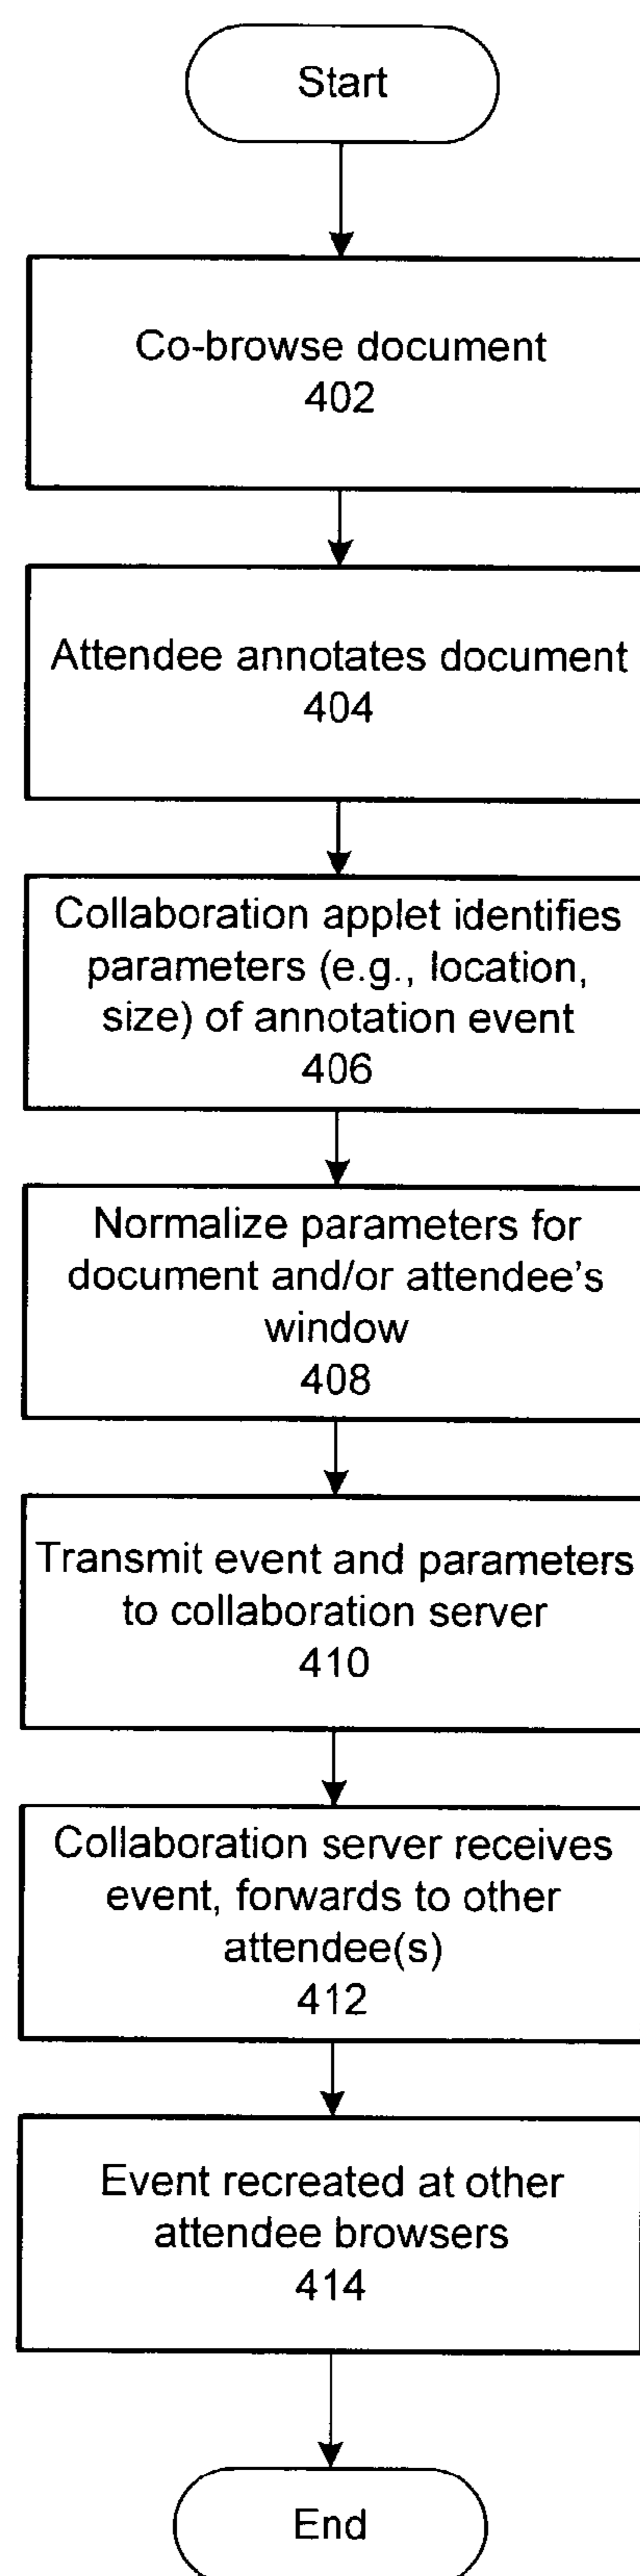 Start
Co-browse document
402
Attendee annotates document
404
Collaboration applet identifies
parameters (e.g., location,
size) of annotation event
406
Normalize parameters for
document and/or attendee's
window
408
Transmit event and parameters
to collaboration server
410
Collaboration server receives
event, forwards to other
attendee(s)
412
Event recreated at other
attendee browsers
414
End